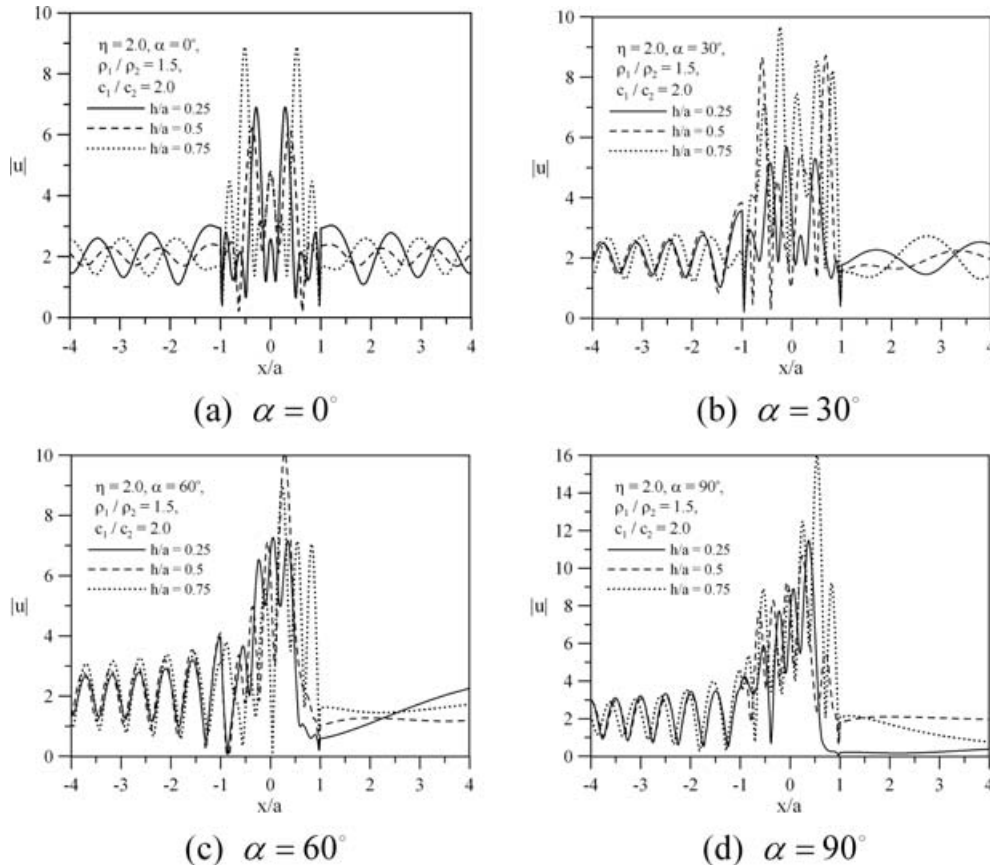 10
8
6
4
2
0
|u|
η = 2.0, α = 0°,
ρ₁ / ρ₂ = 1.5,
c₁ / c₂ = 2.0
h/a = 0.25
h/a = 0.5
h/a = 0.75
-4 -3 -2 -1 0 1 2 3 4
x/a
(a) α = 0°
10
8
6
4
2
0
|u|
η = 2.0, α = 30°,
ρ₁ / ρ₂ = 1.5,
c₁ / c₂ = 2.0
h/a = 0.25
h/a = 0.5
h/a = 0.75
-4 -3 -2 -1 0 1 2 3 4
x/a
(b) α = 30°
10
8
6
4
2
0
|u|
η = 2.0, α = 60°,
ρ₁ / ρ₂ = 1.5,
c₁ / c₂ = 2.0
h/a = 0.25
h/a = 0.5
h/a = 0.75
-4 -3 -2 -1 0 1 2 3 4
x/a
(c) α = 60°
16
14
12
10
8
6
4
2
0
|u|
η = 2.0, α = 90°,
ρ₁ / ρ₂ = 1.5,
c₁ / c₂ = 2.0
h/a = 0.25
h/a = 0.5
h/a = 0.75
-4 -3 -2 -1 0 1 2 3 4
x/a
(d) α = 90°